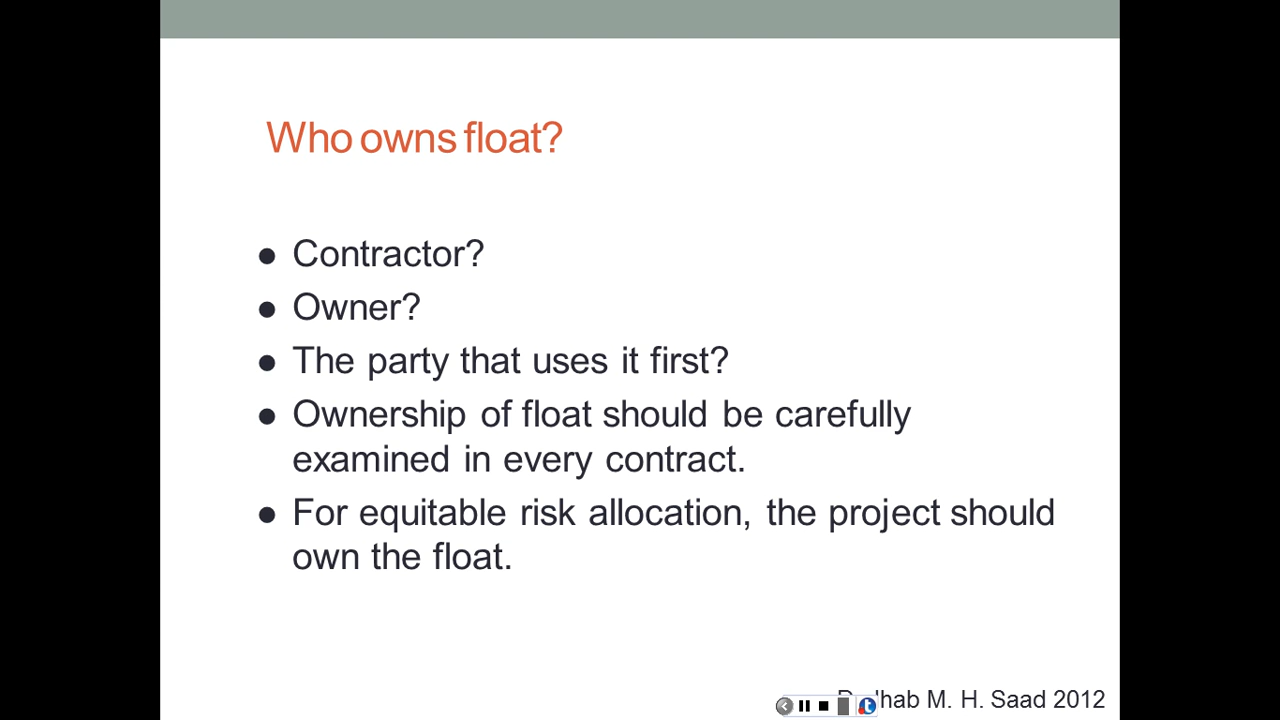 Who owns float?
● Contractor?
● Owner?
● The party that uses it first?
● Ownership of float should be carefully
examined in every contract.
● For equitable risk allocation, the project should
own the float.
M. H. Saad 2012